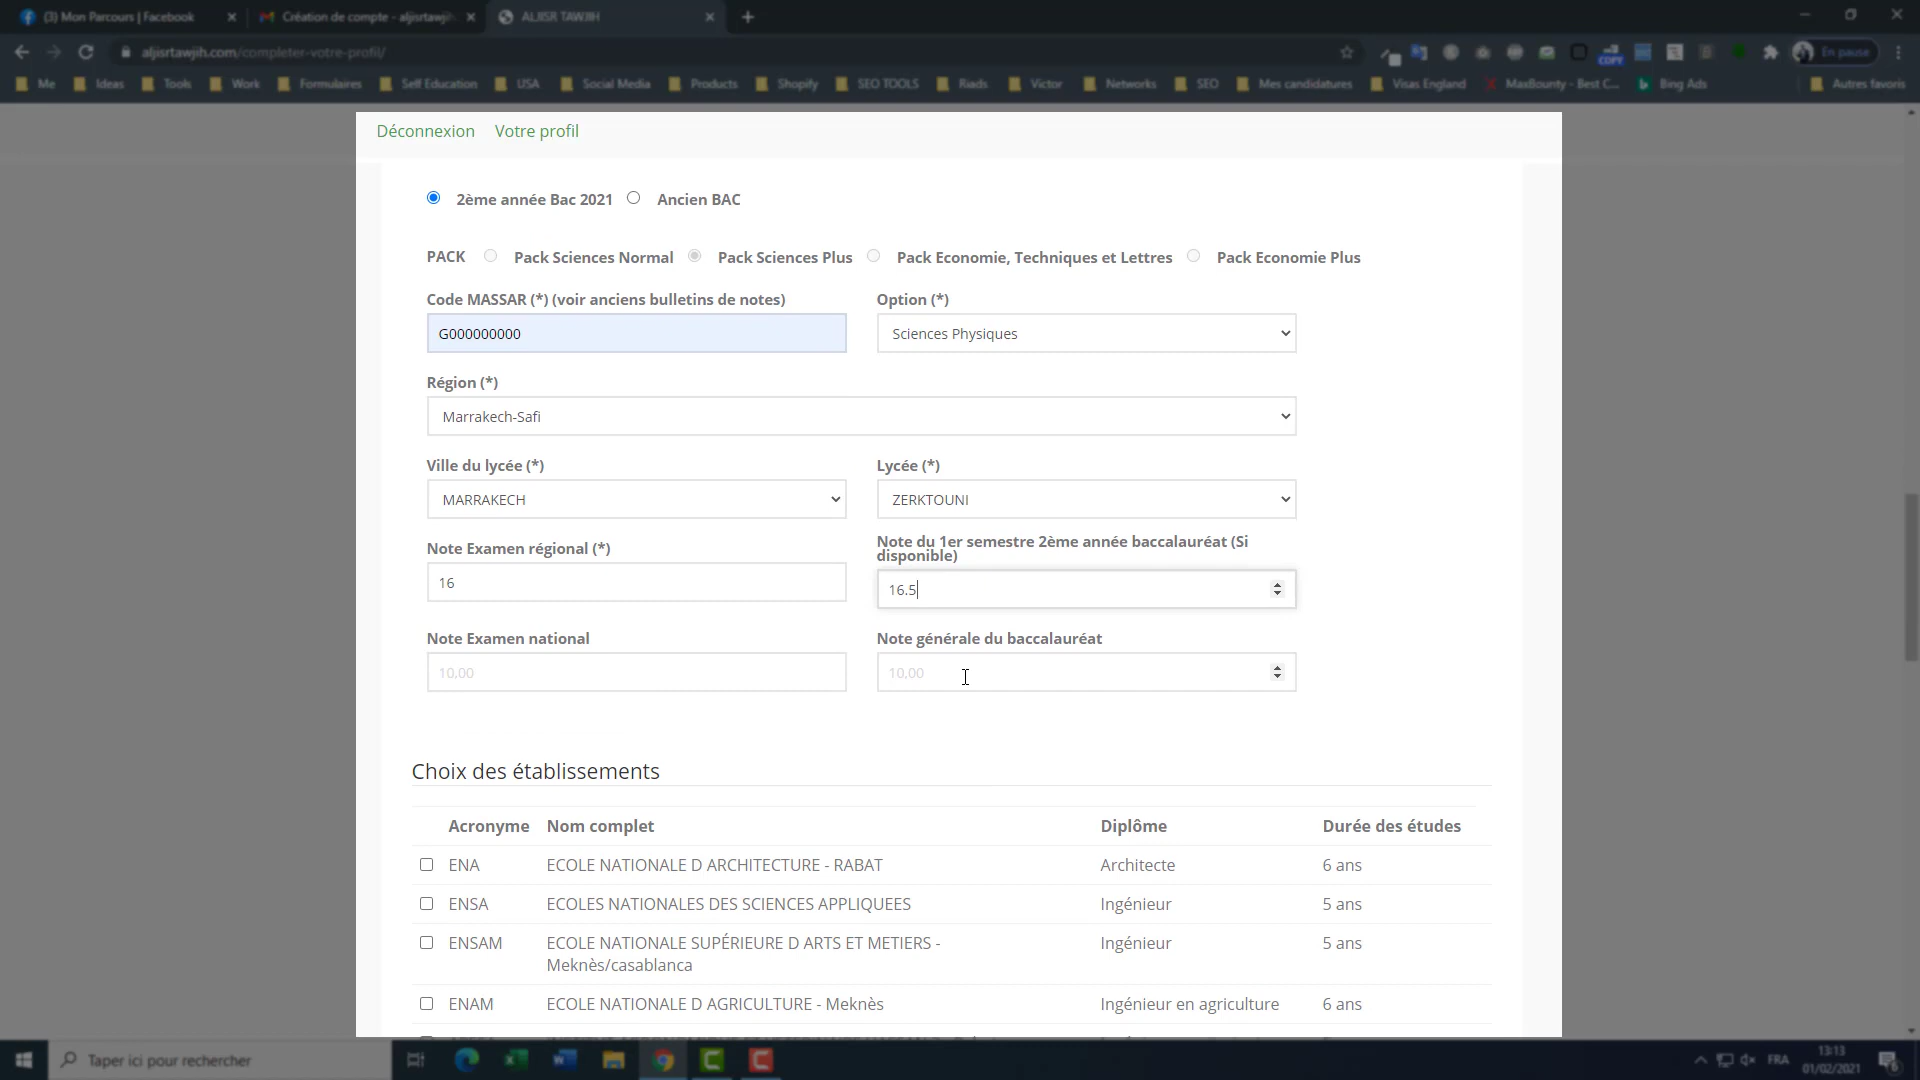 (3) Mon Parcours | Facebook
Création de compte - aljisrtawjih
ALJISR TAWJIH
aljisrtawjih.com/completer-votre-profil/
COPY
En pause
Me Ideas Tools Work Formulaires Self Education USA Social Media Products Shopify SEO TOOLS Riads Victor Networks SEO Mes candidatures Visas England MaxBounty - Best C... Bing Ads Autres favoris
Déconnexion Votre profil
2ème année Bac 2021 Ancien BAC
PACK Pack Sciences Normal Pack Sciences Plus Pack Economie, Techniques et Lettres Pack Economie Plus
Code MASSAR (*) (voir anciens bulletins de notes) Option (*)
G000000000 Sciences Physiques
Région (*)
Marrakech-Safi
Ville du lycée (*) Lycée (*)
MARRAKECH ZERKTOUNI
Note Examen régional (*) Note du 1er semestre 2ème année baccalauréat (Si
disponible)
16 16.5
Note Examen national Note générale du baccalauréat
10,00 10,00
Choix des établissements
Acronyme Nom complet Diplôme Durée des études
ENA ECOLE NATIONALE D ARCHITECTURE - RABAT Architecte 6 ans
ENSA ECOLES NATIONALES DES SCIENCES APPLIQUEES Ingénieur 5 ans
ENSAM ECOLE NATIONALE SUPÉRIEURE D ARTS ET METIERS - Ingénieur 5 ans
Meknès/casablanca
ENAM ECOLE NATIONALE D AGRICULTURE - Meknès Ingénieur en agriculture 6 ans
Taper ici pour rechercher
FRA
13:13
01/02/2021